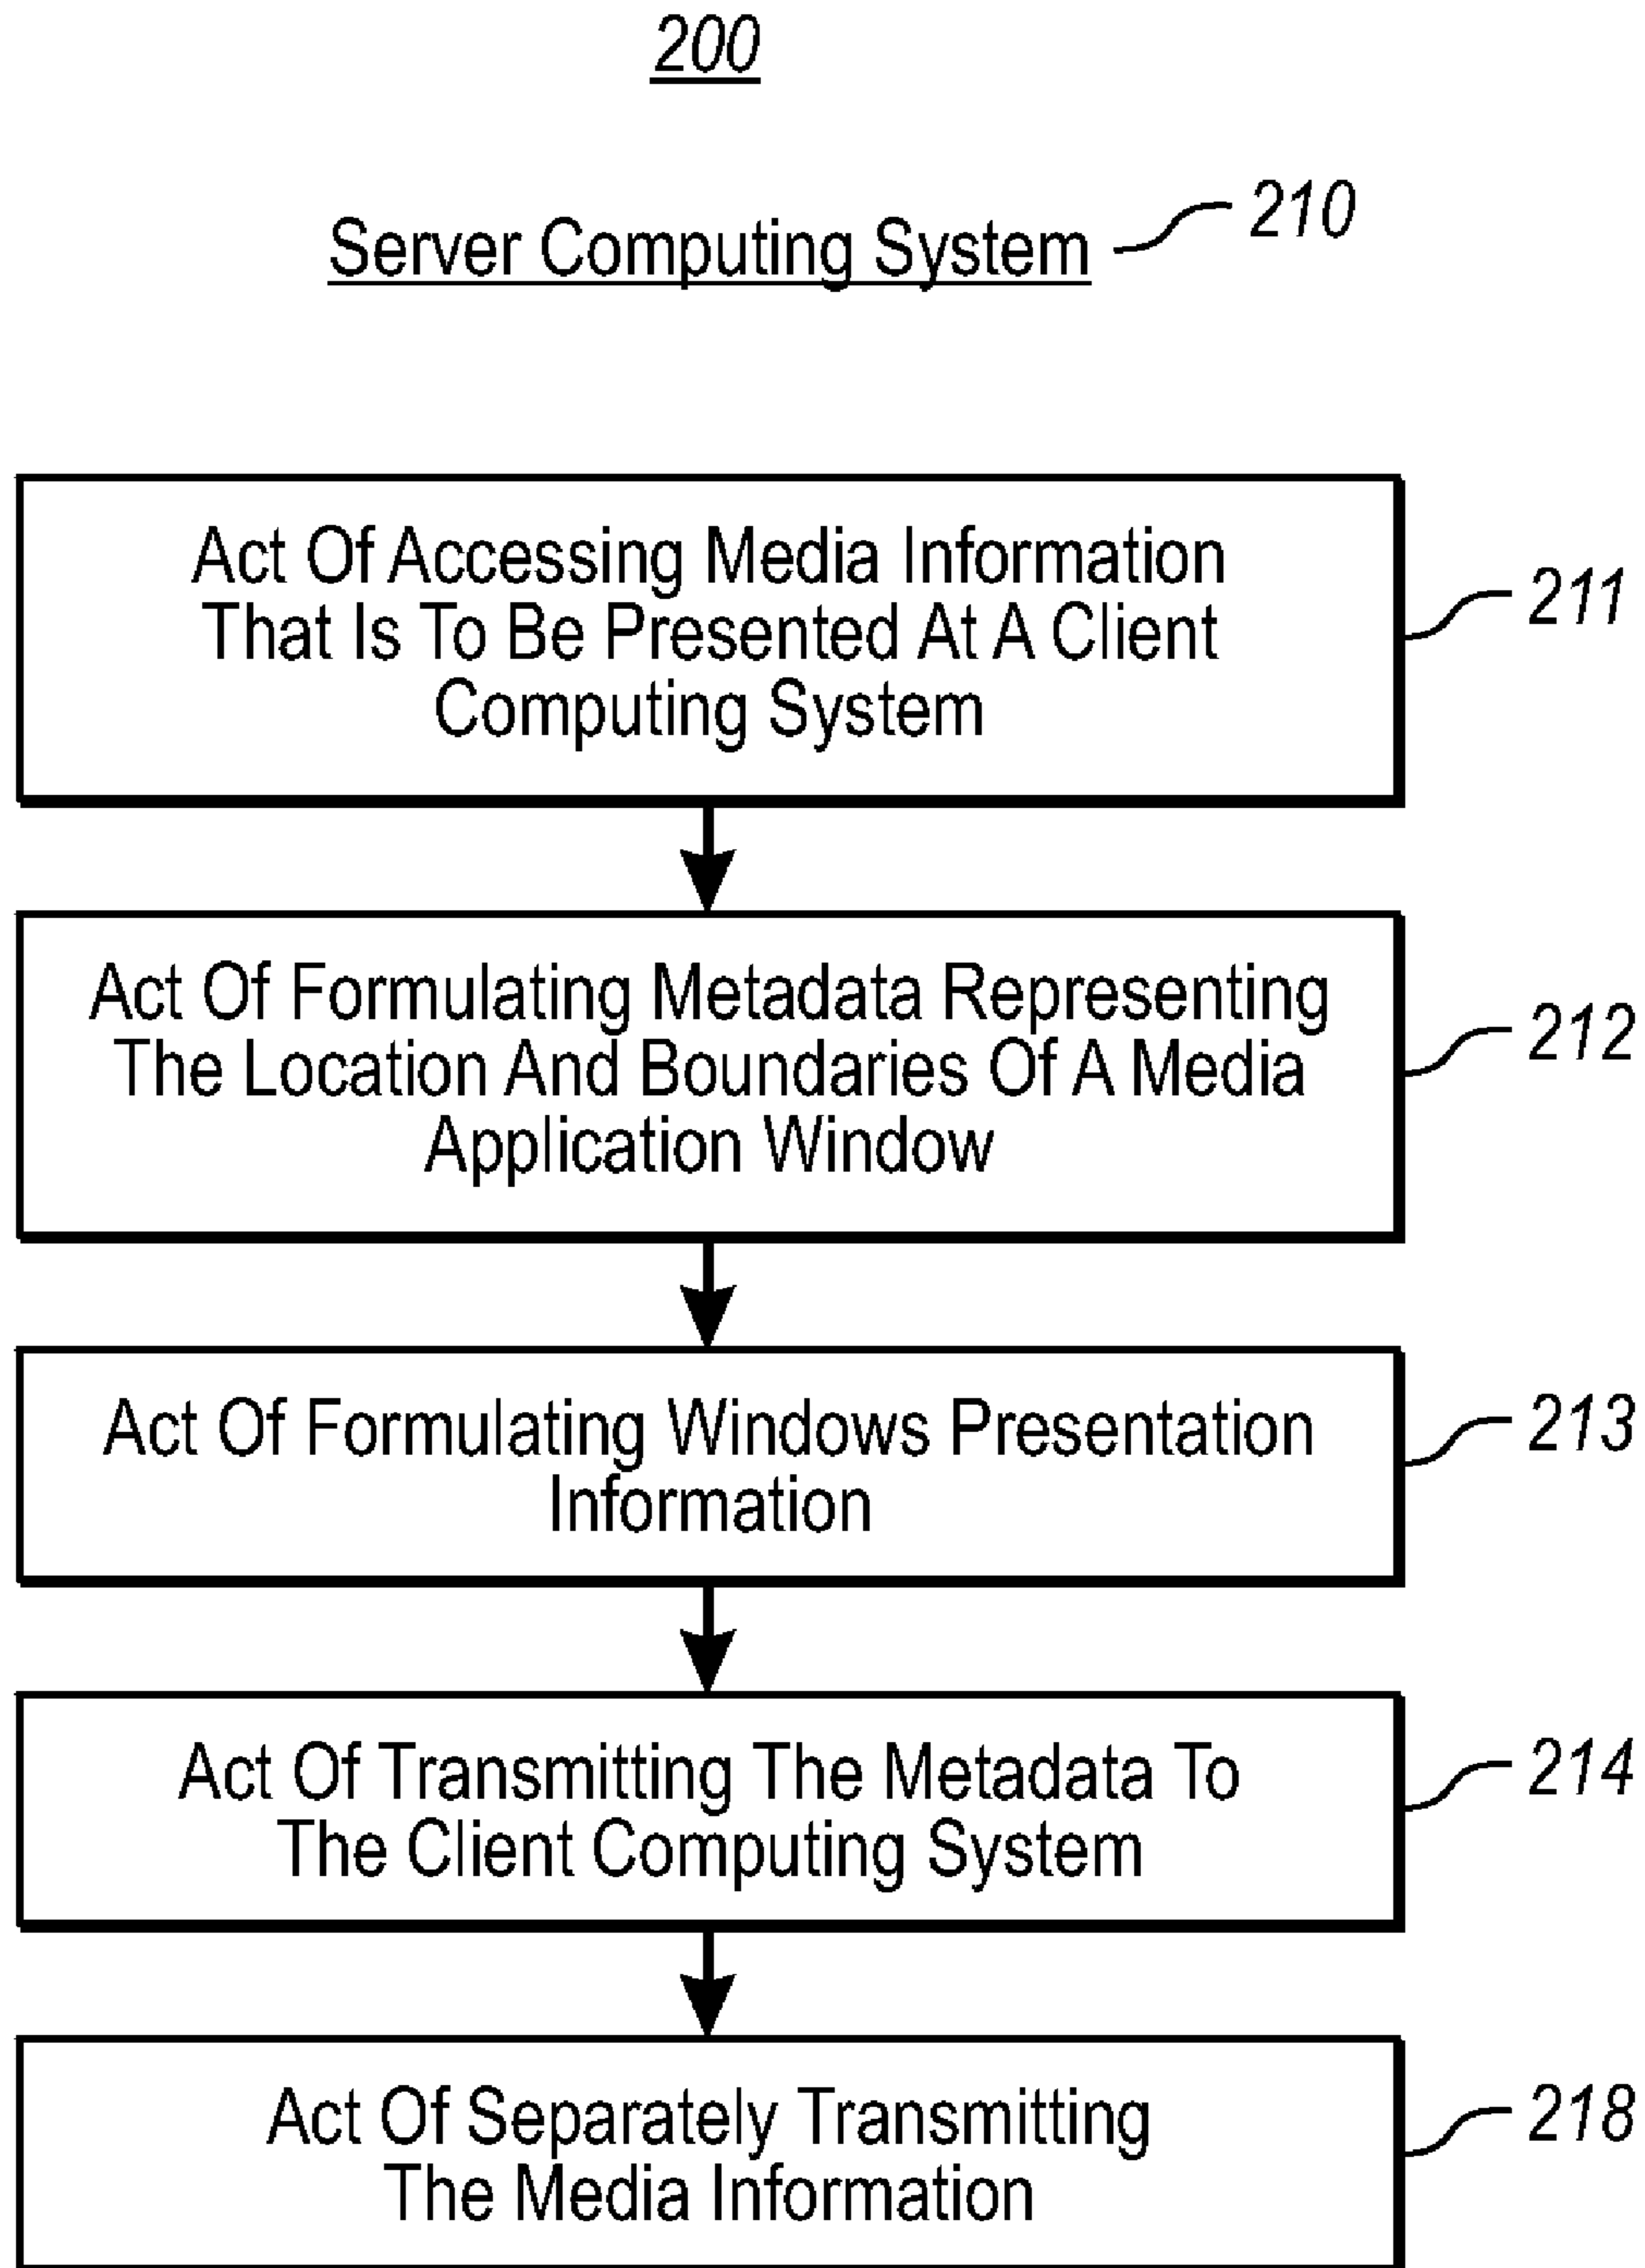 200
Server Computing System
210
Act Of Accessing Media Information
That Is To Be Presented At A Client
Computing System
211
Act Of Formulating Metadata Representing
The Location And Boundaries Of A Media
Application Window
212
Act Of Formulating Windows Presentation
Information
213
Act Of Transmitting The Metadata To
The Client Computing System
214
Act Of Separately Transmitting
The Media Information
218